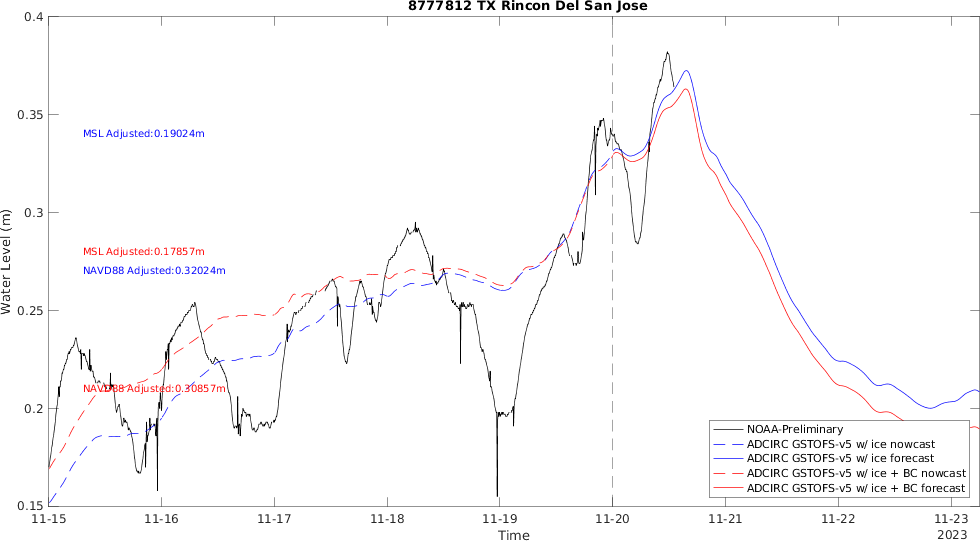 8777812 TX Rincon Del San Jose
0.4
0.35
0.3
0.25
0.2
0.15
Water Level (m)
MSL Adjusted:0.19024m
MSL Adjusted:0.17857m
NAVD88 Adjusted:0.32024m
NAVD88 Adjusted:0.30857m
NOAA-Preliminary
ADCIRC GSTOFS-v5 w/ ice nowcast
ADCIRC GSTOFS-v5 w/ ice forecast
ADCIRC GSTOFS-v5 w/ ice + BC nowcast
ADCIRC GSTOFS-v5 w/ ice + BC forecast
11-15 11-16 11-17 11-18 11-19 11-20 11-21 11-22 11-23
2023
Time